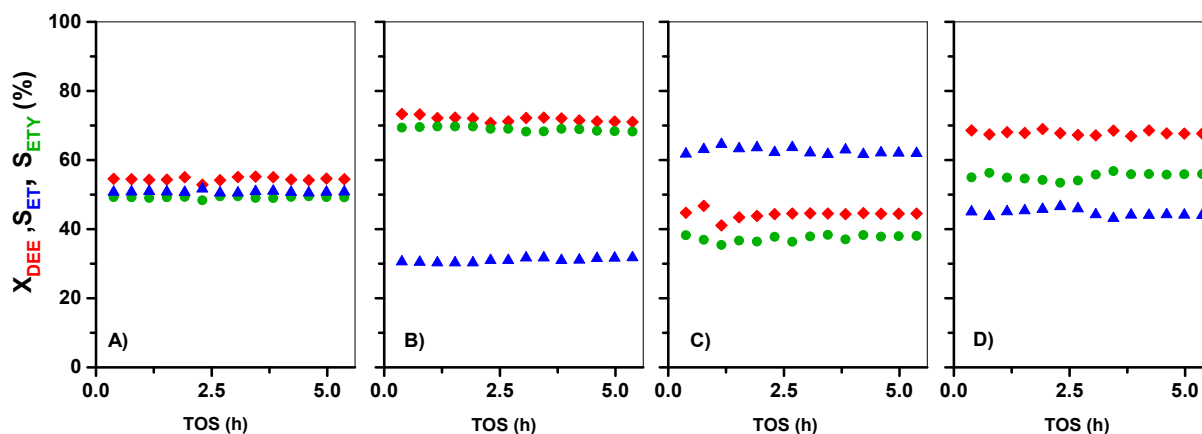 X_DEE ,S_ET, S_ETY (%)
100
80
60
40
20
0
A) B) C) D)
0.0 2.5 5.0 0.0 2.5 5.0 0.0 2.5 5.0 0.0 2.5 5.0
TOS (h) TOS (h) TOS (h) TOS (h)